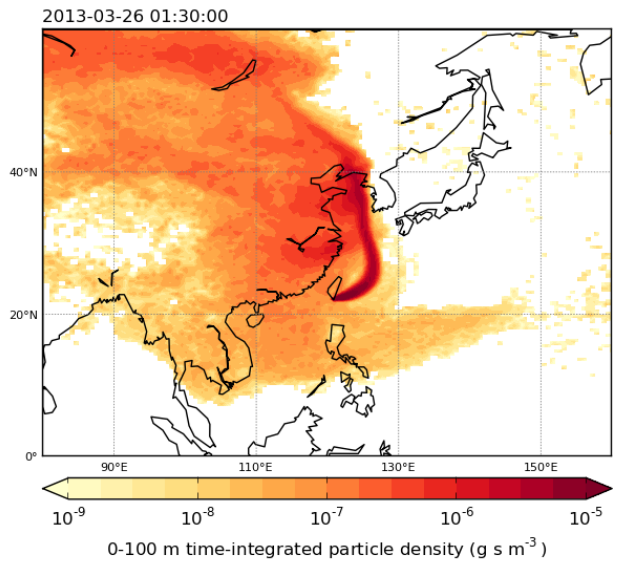 2013-03-26 01:30:00
40°N
20°N
0°
90°E 110°E 130°E 150°E
10⁻⁹ 10⁻⁸ 10⁻⁷ 10⁻⁶ 10⁻⁵
0-100 m time-integrated particle density (g s m⁻³ )